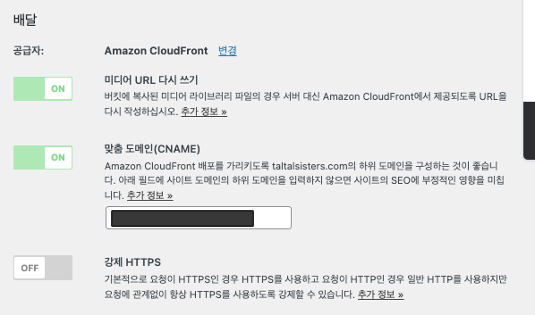 배달
공급자: Amazon CloudFront 변경
ON 미디어 URL 다시 쓰기
버킷에 복사된 미디어 라이브러리 파일의 경우 서버 대신 Amazon CloudFront에서 제공되도록 URL을
다시 작성하십시오. 추가 정보 »
ON 맞춤 도메인(CNAME)
Amazon CloudFront 배포를 가리키도록 taltalsisters.com의 하위 도메인을 구성하는 것이 좋습니
다. 아래 필드에 사이트 도메인의 하위 도메인을 입력하지 않으면 사이트의 SEO에 부정적인 영향을 미칩
니다. 추가 정보 »
OFF 강제 HTTPS
기본적으로 요청이 HTTPS인 경우 HTTPS를 사용하고 요청이 HTTP인 경우 일반 HTTP를 사용하지만
요청에 관계없이 항상 HTTPS를 사용하도록 강제할 수 있습니다. 추가 정보 »